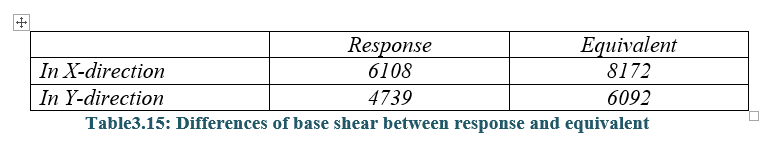 Response Equivalent
In X-direction 6108 8172
In Y-direction 4739 6092
Table3.15: Differences of base shear between response and equivalent